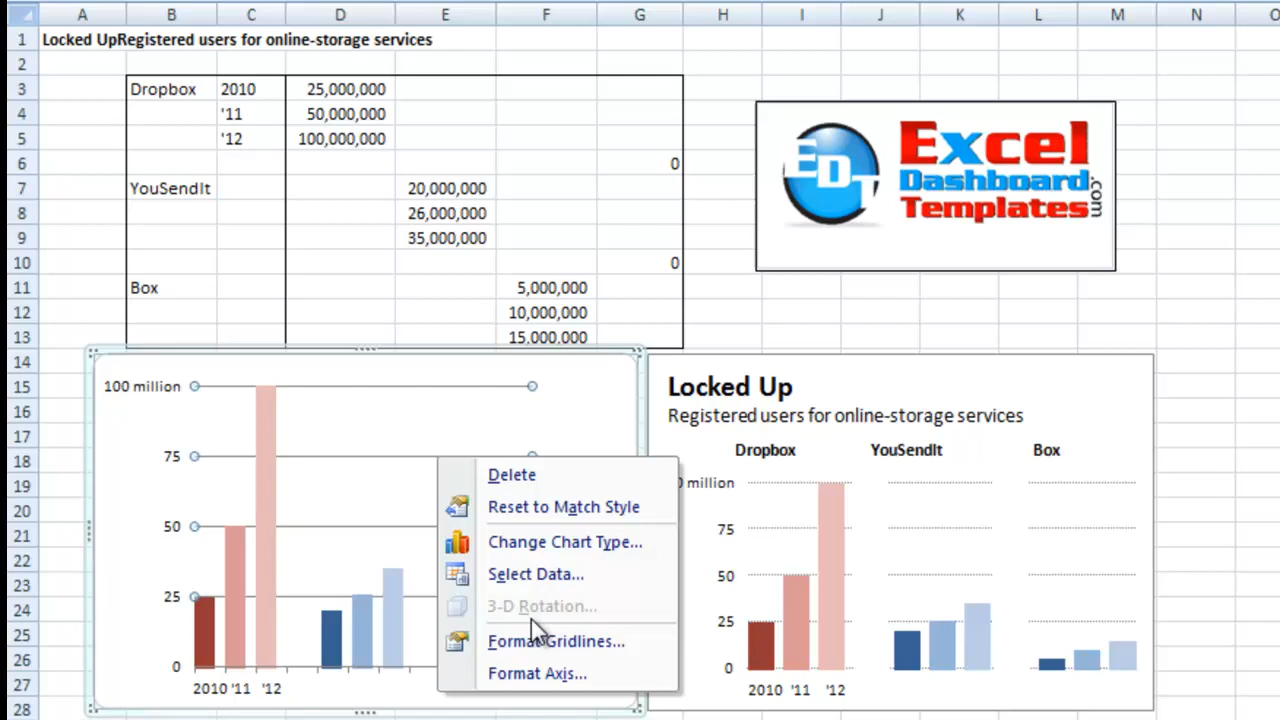 A B C D E F G H I J K L M N O
1 Locked UpRegistered users for online-storage services
2
3 Dropbox 2010 25,000,000
4 '11 50,000,000
5 '12 100,000,000
6 0
7 YouSendIt 20,000,000
8 26,000,000
9 35,000,000
10 0
11 Box 5,000,000
12 10,000,000
13 15,000,000
14
15
16
17
18
19
20
21
22
23
24
25
26
27
28
EDT
Excel
Dashboard
Templates
.com
100 million
75
50
25
0
2010 '11 '12
Delete
Reset to Match Style
Change Chart Type...
Select Data...
3-D Rotation...
Format Gridlines...
Format Axis...
Locked Up
Registered users for online-storage services
Dropbox YouSendIt Box
0 million
75
50
25
0
2010 '11 '12